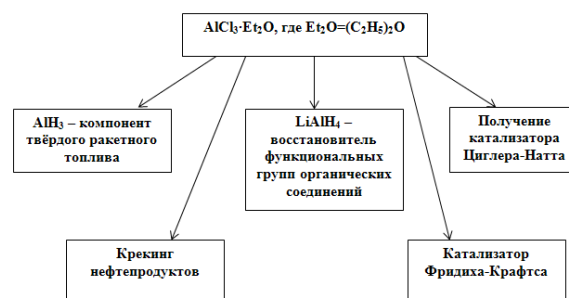 AlCl₃·Et₂O, где Et₂O=(C₂H₅)₂O
AlH₃ – компонент
твёрдого ракетного
топлива
LiAlH₄ –
восстановитель
функциональных
групп органических
соединений
Получение
катализатора
Циглера-Натта
Крекинг
нефтепродуктов
Катализатор
Фридиха-Крафтса